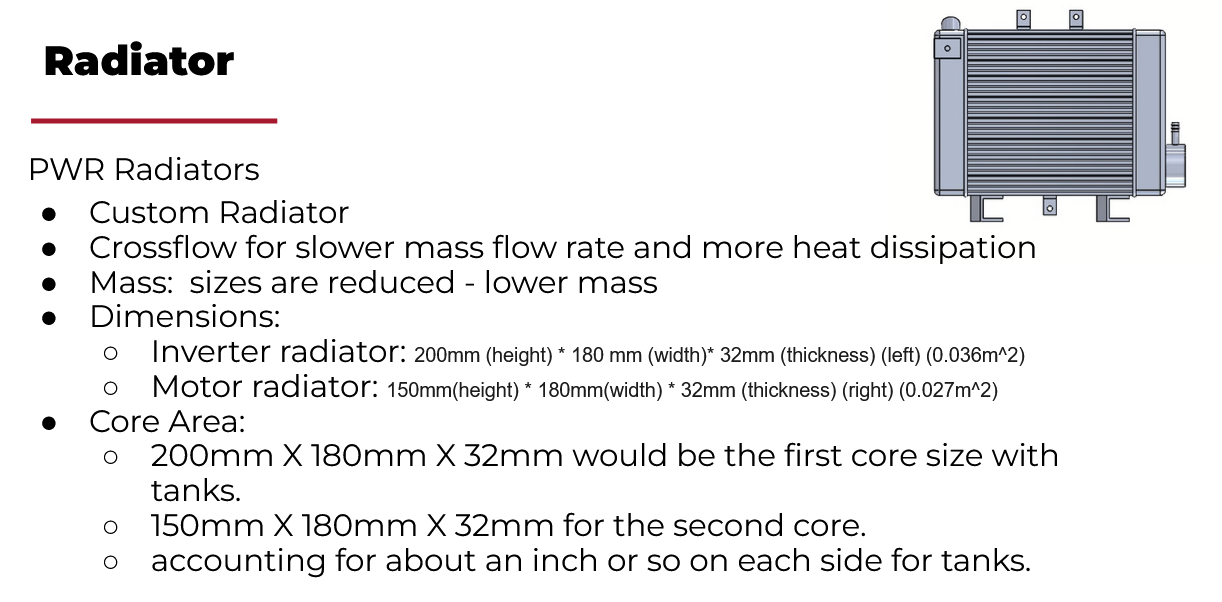 Radiator
PWR Radiators
● Custom Radiator
● Crossflow for slower mass flow rate and more heat dissipation
● Mass:  sizes are reduced - lower mass
● Dimensions:
○ Inverter radiator: 200mm (height) * 180 mm (width)* 32mm (thickness) (left) (0.036m^2)
○ Motor radiator: 150mm(height) * 180mm(width) * 32mm (thickness) (right) (0.027m^2)
● Core Area:
○ 200mm X 180mm X 32mm would be the first core size with
tanks.
○ 150mm X 180mm X 32mm for the second core.
○ accounting for about an inch or so on each side for tanks.